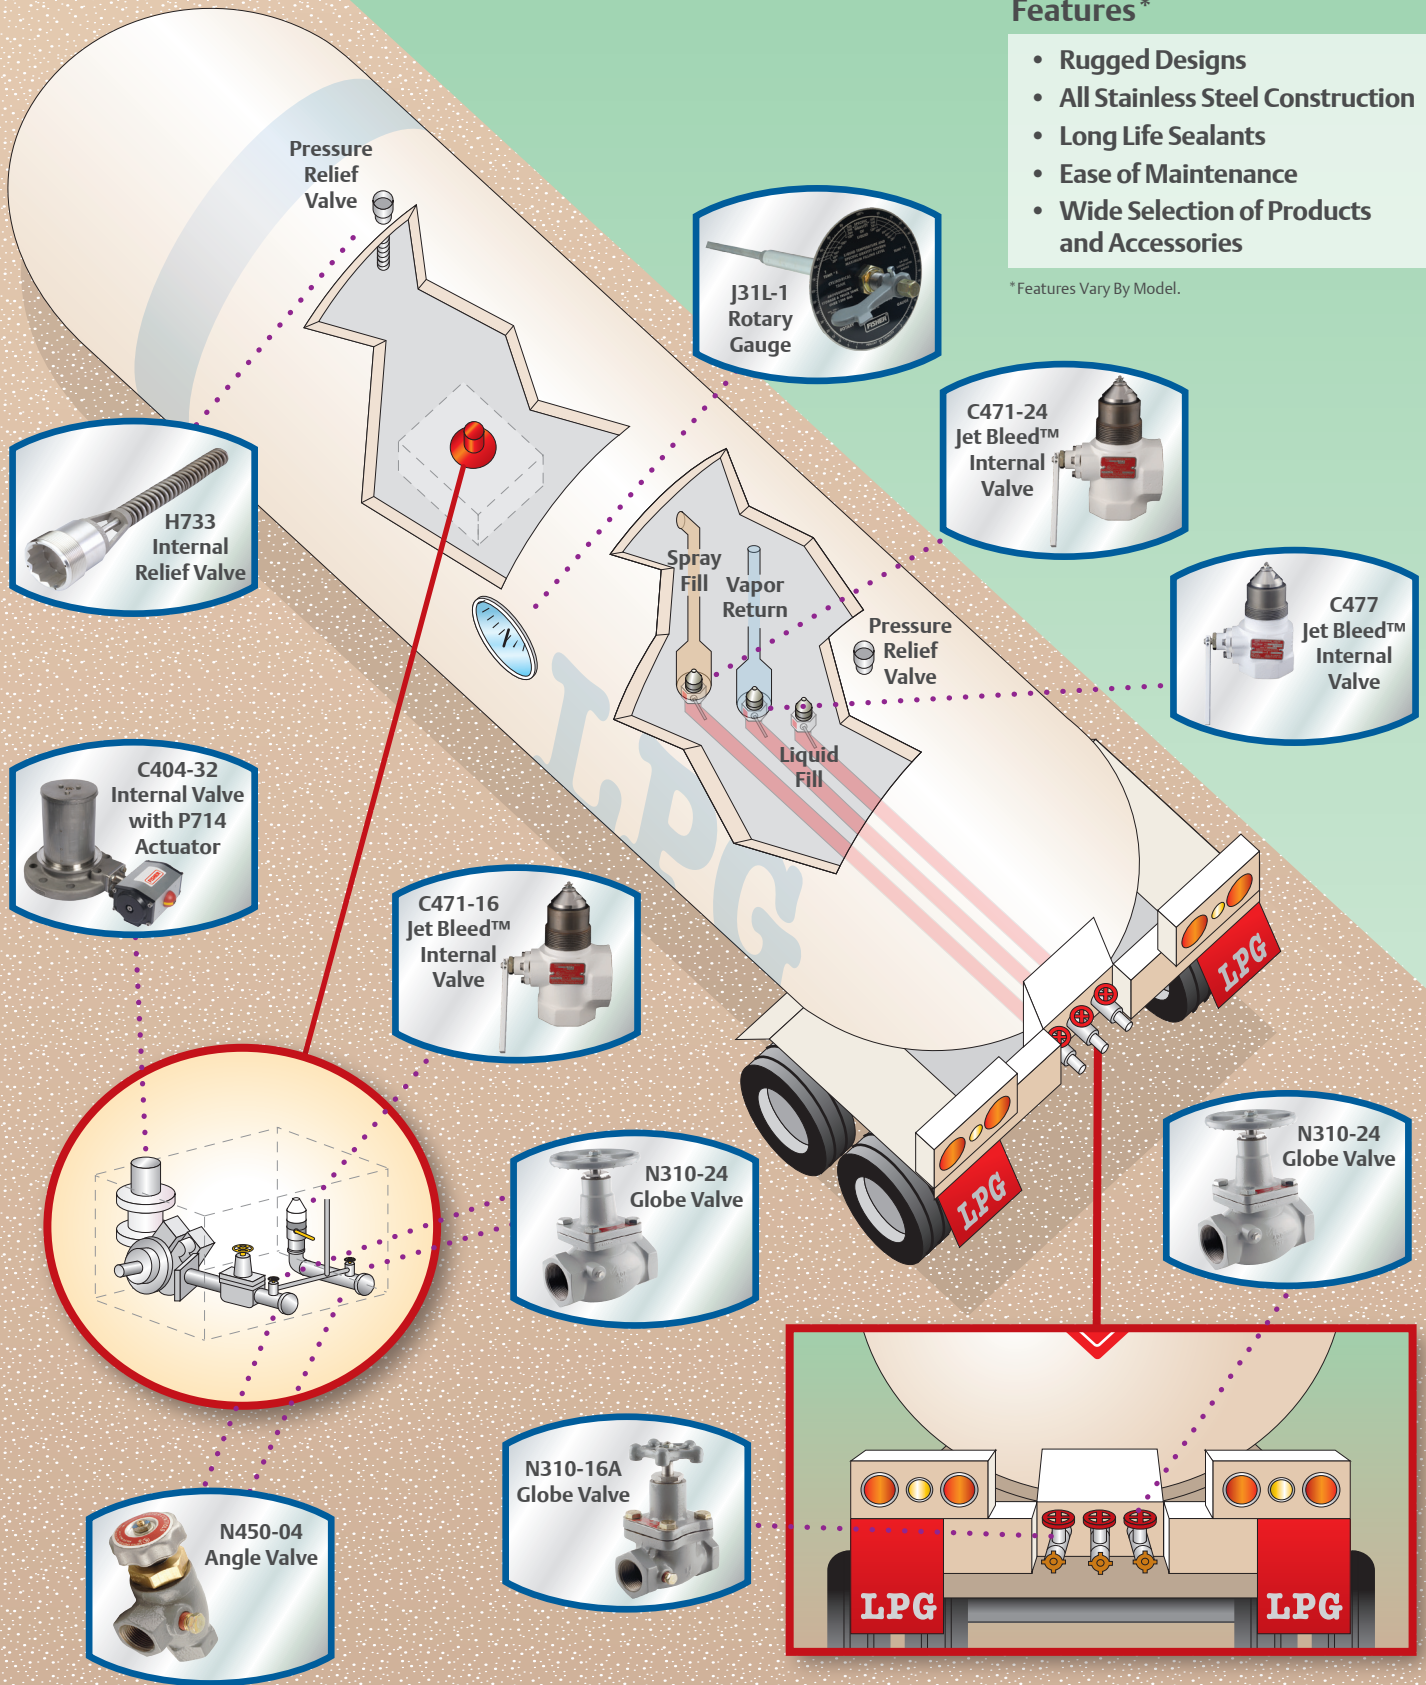 Features*
• Rugged Designs
• All Stainless Steel Construction
• Long Life Sealants
• Ease of Maintenance
• Wide Selection of Products
and Accessories
*Features Vary By Model.
Pressure
Relief
Valve
J31L-1
Rotary
Gauge
FISHER
C471-24
Jet Bleed™
Internal
Valve
H733
Internal
Relief Valve
Spray
Fill
Vapor
Return
Pressure
Relief
Valve
C477
Jet Bleed™
Internal
Valve
Liquid
Fill
LPG
C404-32
Internal Valve
with P714
Actuator
C471-16
Jet Bleed™
Internal
Valve
LPG
LPG
N310-24
Globe Valve
N310-24
Globe Valve
N310-16A
Globe Valve
N450-04
Angle Valve
LPG
LPG